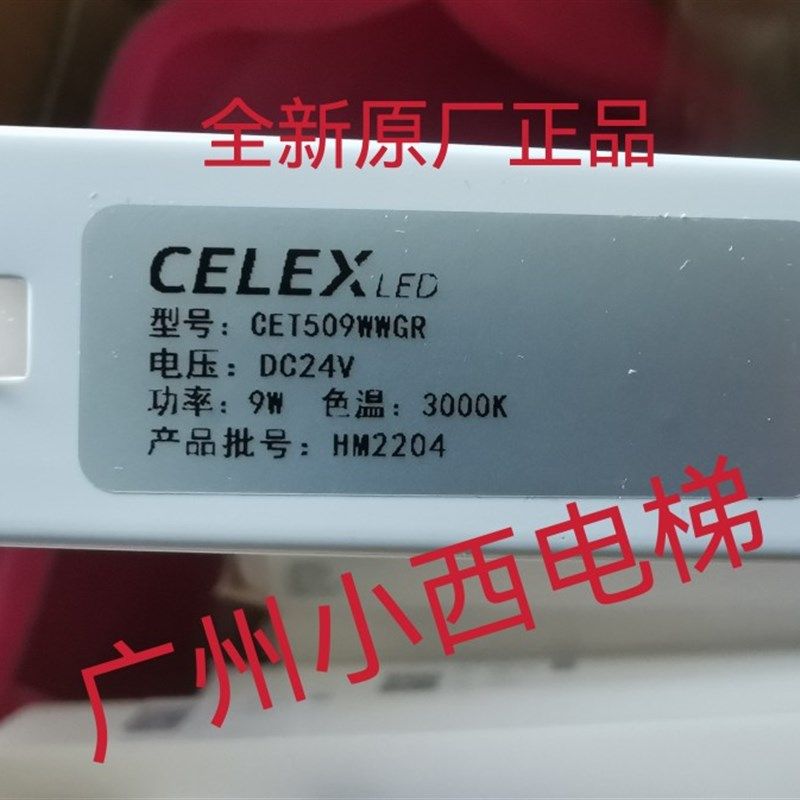 全新原厂正品
CELEX LED
型号：CET509WWGR
电压：DC24V
功率：9W 色温：3000K
产品批号：HM2204
广州小西电梯